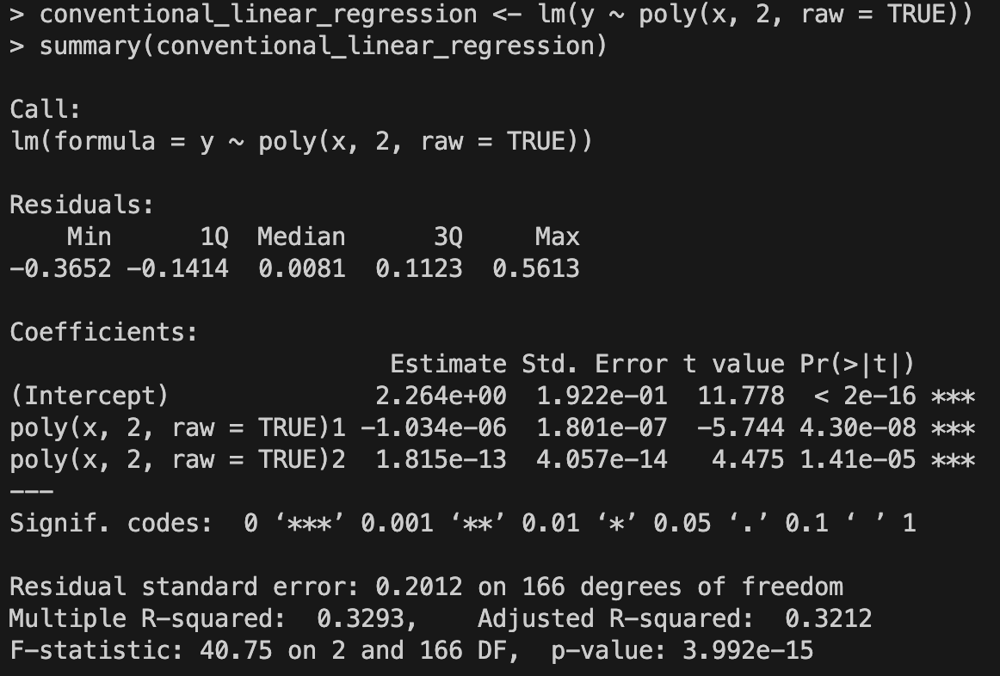 > conventional_linear_regression <- lm(y ~ poly(x, 2, raw = TRUE))
> summary(conventional_linear_regression)

Call:
lm(formula = y ~ poly(x, 2, raw = TRUE))

Residuals:
    Min      1Q  Median      3Q     Max
-0.3652 -0.1414  0.0081  0.1123  0.5613

Coefficients:
                          Estimate Std. Error t value Pr(>|t|)
(Intercept)              2.264e+00  1.922e-01  11.778  < 2e-16 ***
poly(x, 2, raw = TRUE)1 -1.034e-06  1.801e-07  -5.744 4.30e-08 ***
poly(x, 2, raw = TRUE)2  1.815e-13  4.057e-14   4.475 1.41e-05 ***
---
Signif. codes:  0 ‘***’ 0.001 ‘**’ 0.01 ‘*’ 0.05 ‘.’ 0.1 ‘ ’ 1

Residual standard error: 0.2012 on 166 degrees of freedom
Multiple R-squared:  0.3293,    Adjusted R-squared:  0.3212
F-statistic: 40.75 on 2 and 166 DF,  p-value: 3.992e-15